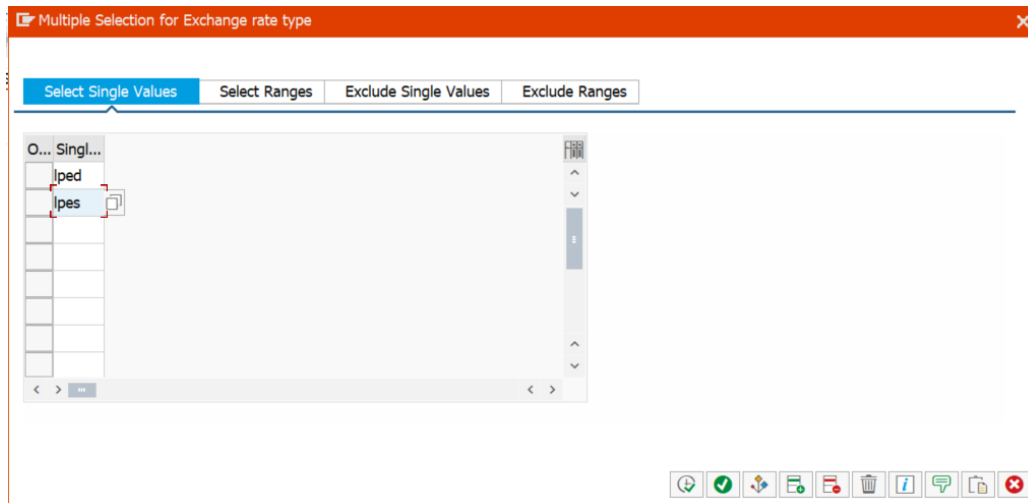 Multiple Selection for Exchange rate type
Select Single Values Select Ranges Exclude Single Values Exclude Ranges
O... Singl...
lped
lpes